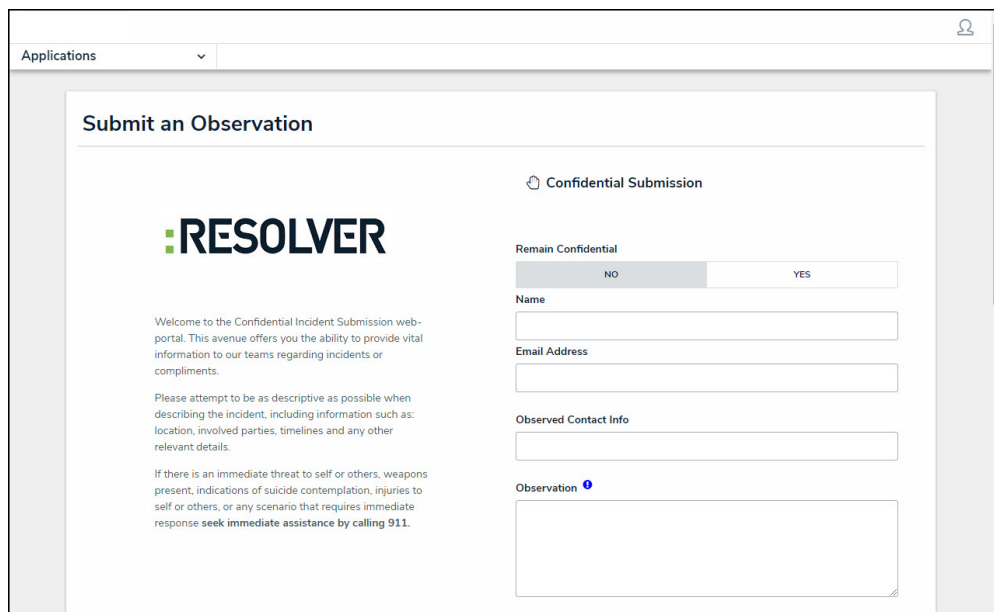 Applications
Submit an Observation
:RESOLVER
Welcome to the Confidential Incident Submission web-
portal. This avenue offers you the ability to provide vital
information to our teams regarding incidents or
compliments.
Please attempt to be as descriptive as possible when
describing the incident, including information such as:
location, involved parties, timelines and any other
relevant details.
If there is an immediate threat to self or others, weapons
present, indications of suicide contemplation, injuries to
self or others, or any scenario that requires immediate
response seek immediate assistance by calling 911.
Confidential Submission
Remain Confidential
NO YES
Name
Email Address
Observed Contact Info
Observation